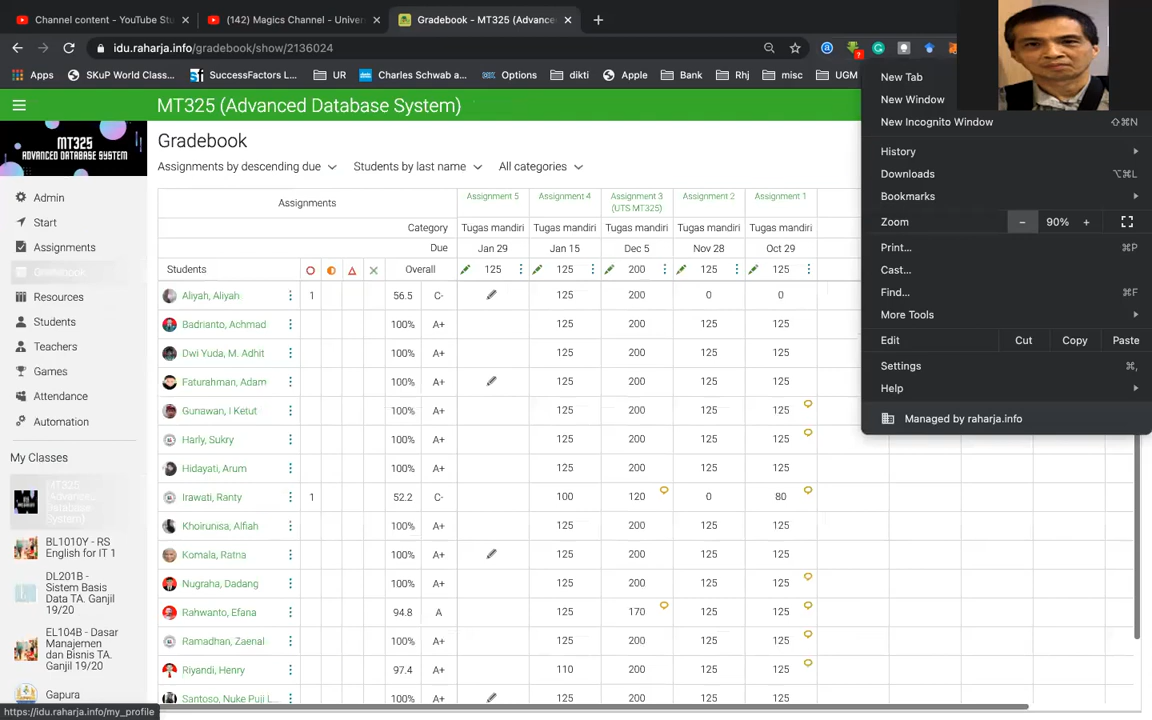 Channel content - YouTube Stu
(142) Magics Channel - Univer
Gradebook - MT325 (Advance
idu.raharja.info/gradebook/show/2136024
Apps
SKuP World Class...
SuccessFactors L...
UR
Charles Schwab a...
Options
dikti
Apple
Bank
Rhj
misc
UGM
MT325 (Advanced Database System)
MT325
ADVANCED DATABASE SYSTEM
Gradebook
Assignments by descending due
Students by last name
All categories
Admin
Start
Assignments
Gradebook
Resources
Students
Teachers
Games
Attendance
Automation
My Classes
MT325
(Advanc...
Database
System)
BL1010Y - RS
English for IT 1
DL201B -
Sistem Basis
Data TA. Ganjil
19/20
EL104B - Dasar
Manajemen
dan Bisnis TA.
Ganjil 19/20
Gapura
https://idu.raharja.info/my_profile
Assignments Assignment 5 Assignment 4 Assignment 3 (UTS MT325) Assignment 2 Assignment 1
Category Tugas mandiri Tugas mandiri Tugas mandiri Tugas mandiri Tugas mandiri
Due Jan 29 Jan 15 Dec 5 Nov 28 Oct 29
Students Overall 125 125 200 125 125
Aliyah, Aliyah 1 56.5 C- 125 200 0 0
Badrianto, Achmad 100% A+ 125 200 125 125
Dwi Yuda, M. Adhit 100% A+ 125 200 125 125
Faturahman, Adam 100% A+ 125 200 125 125
Gunawan, I Ketut 100% A+ 125 200 125 125
Harly, Sukry 100% A+ 125 200 125 125
Hidayati, Arum 100% A+ 125 200 125 125
Irawati, Ranty 1 52.2 C- 100 120 0 80
Khoirunisa, Alfiah 100% A+ 125 200 125 125
Komala, Ratna 100% A+ 125 200 125 125
Nugraha, Dadang 100% A+ 125 200 125 125
Rahwanto, Efana 94.8 A 125 170 125 125
Ramadhan, Zaenal 100% A+ 125 200 125 125
Riyandi, Henry 97.4 A 110 200 125 125
Santoso, Nuke Puji L... 100% A+ 125 200 125 125
New Tab
New Window
New Incognito Window ⇧⌘N
History
Downloads ⌥⌘L
Bookmarks
Zoom − 90% +
Print... ⌘P
Cast...
Find...
More Tools
Edit Cut Copy Paste
Settings ⌘,
Help
Managed by raharja.info